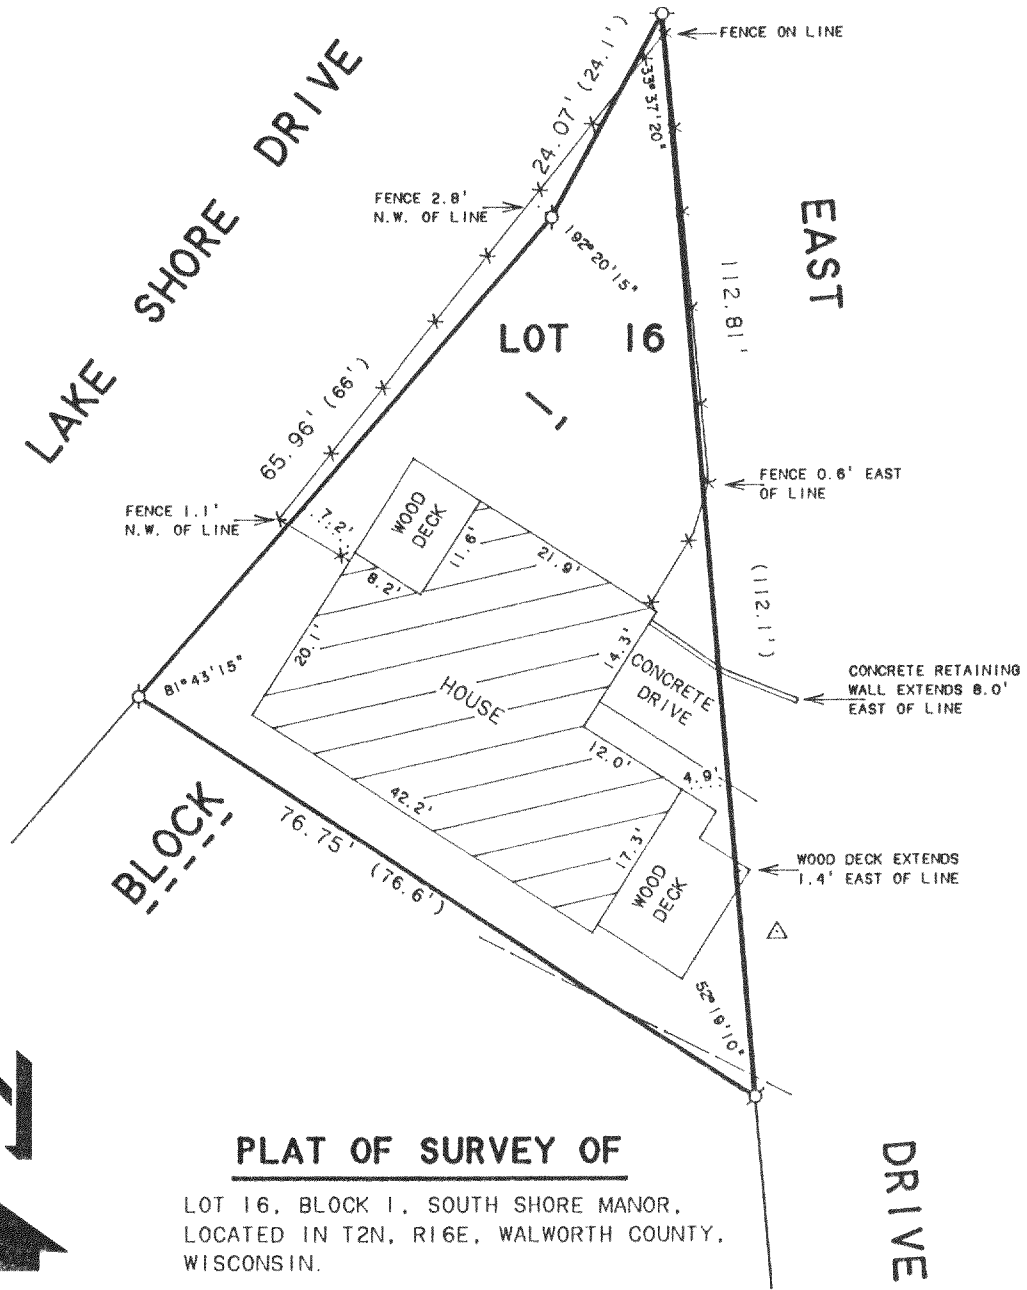 FENCE ON LINE
LAKE SHORE DRIVE
24.07' (24.1')
33°37'20"
FENCE 2.8'
N.W. OF LINE
192°20'15"
EAST
112.81'
LOT 16
1,
65.96' (66')
FENCE 1.1'
N.W. OF LINE
FENCE 0.6' EAST
OF LINE
7.2'
WOOD
DECK
11.6'
21.9'
8.2'
(112.1')
20.1'
14.3'
CONCRETE
DRIVE
81°43'15"
HOUSE
CONCRETE RETAINING
WALL EXTENDS 8.0'
EAST OF LINE
12.0'
4.9'
42.2'
BLOCK
76.75' (76.6')
17.3'
WOOD
DECK
WOOD DECK EXTENDS
1.4' EAST OF LINE
52°19'10"
DRIVE
PLAT OF SURVEY OF
LOT 16, BLOCK 1, SOUTH SHORE MANOR,
LOCATED IN T2N, R16E, WALWORTH COUNTY,
WISCONSIN.